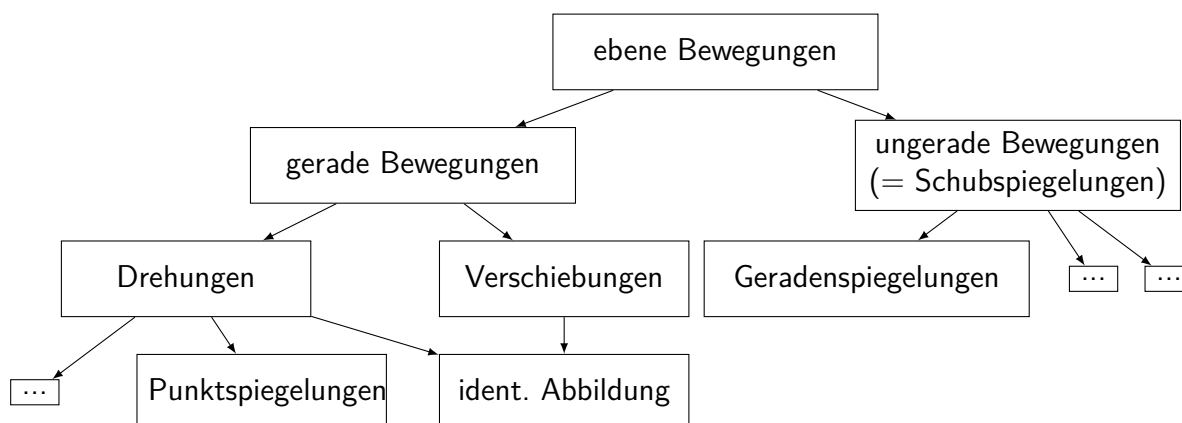 ebene Bewegungen
gerade Bewegungen
ungerade Bewegungen
(= Schubspiegelungen)
Drehungen
Verschiebungen
Geradenspiegelungen
...
...
...
Punktspiegelungen
ident. Abbildung